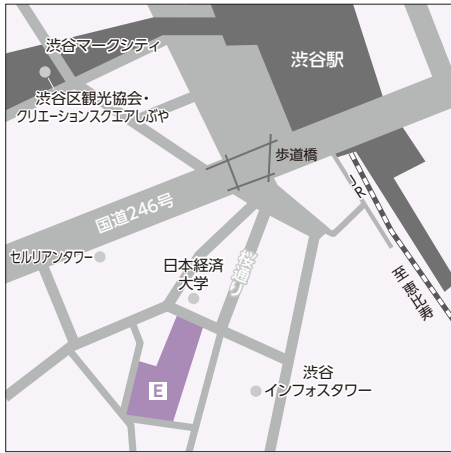 渋谷マークシティ
渋谷駅
渋谷区観光協会・
クリエーションスクエアしぶや
歩道橋
JR
国道246号
セルリアンタワー
日本経済
大学
桜通り
至恵比寿
E
渋谷
インフォスタワー